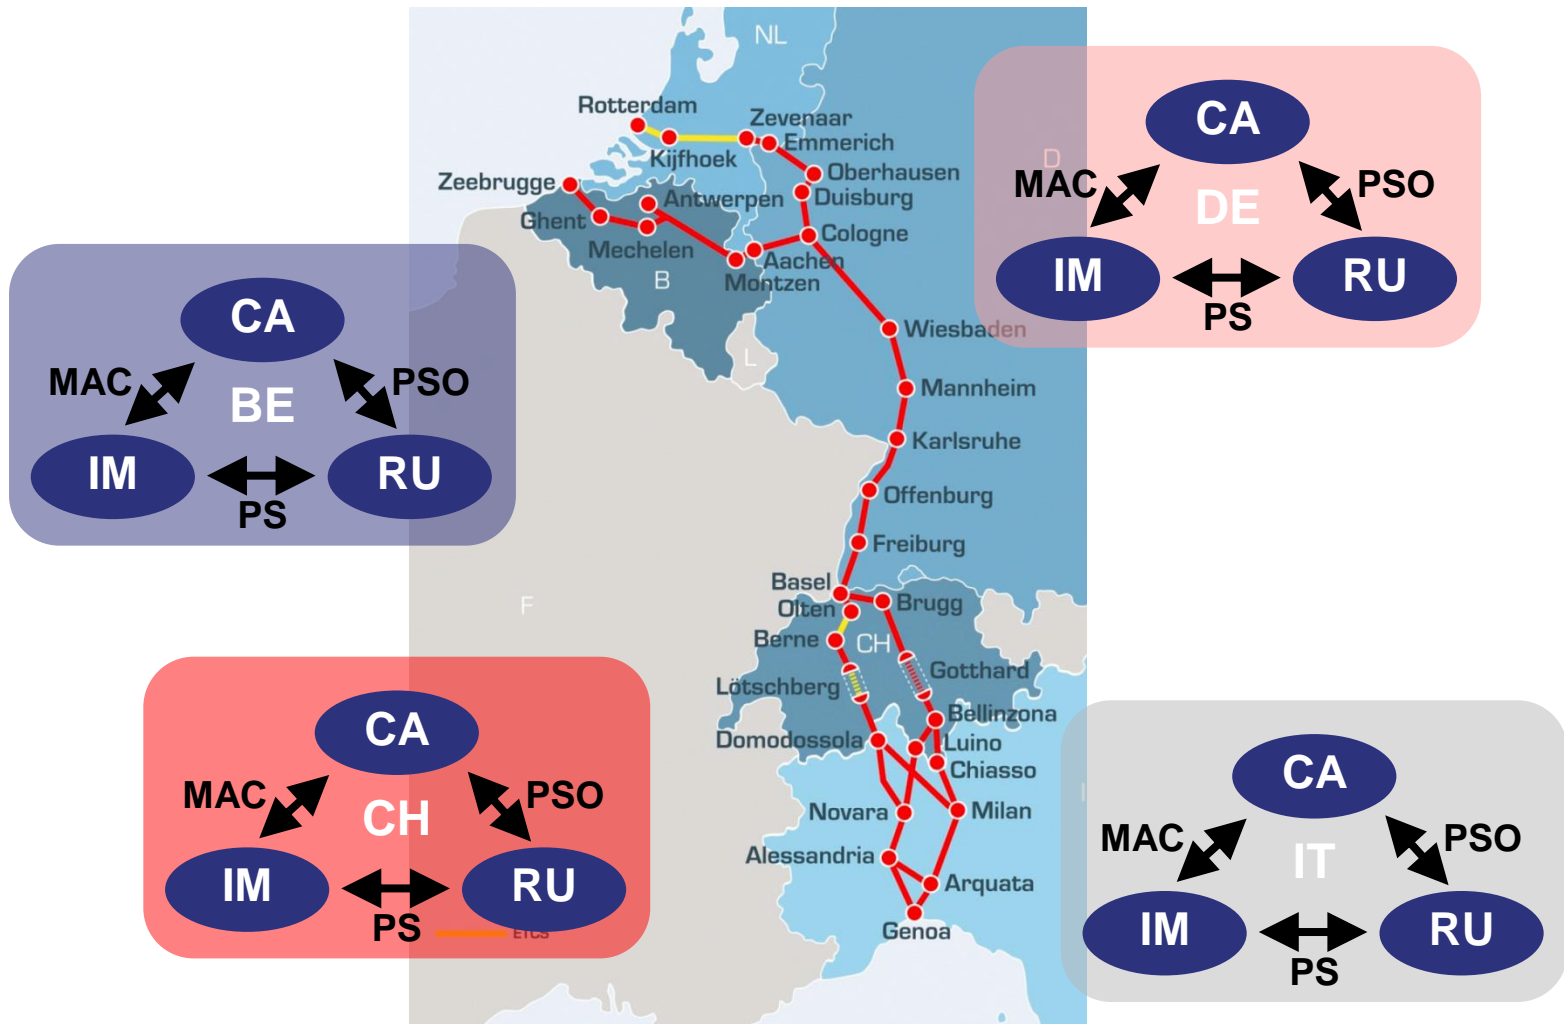 NL
Rotterdam
Zevenaar
Kijfhoek
Emmerich
Oberhausen
Zeebrugge
Antwerpen
Duisburg
Ghent
Cologne
Mechelen
Aachen
B
Montzen
Wiesbaden
L
Mannheim
Karlsruhe
Offenburg
Freiburg
Basel
F
Olten
Brugg
Berne
CH
Gotthard
Lötschberg
Bellinzona
Domodossola
Luino
Chiasso
Novara
Milan
Alessandria
Arquata
Genoa
D
CA
MAC
PSO
DE
IM
RU
PS
CA
MAC
PSO
BE
IM
RU
PS
CA
MAC
PSO
CH
IM
RU
PS
ETCS
I
CA
MAC
PSO
IT
IM
RU
PS